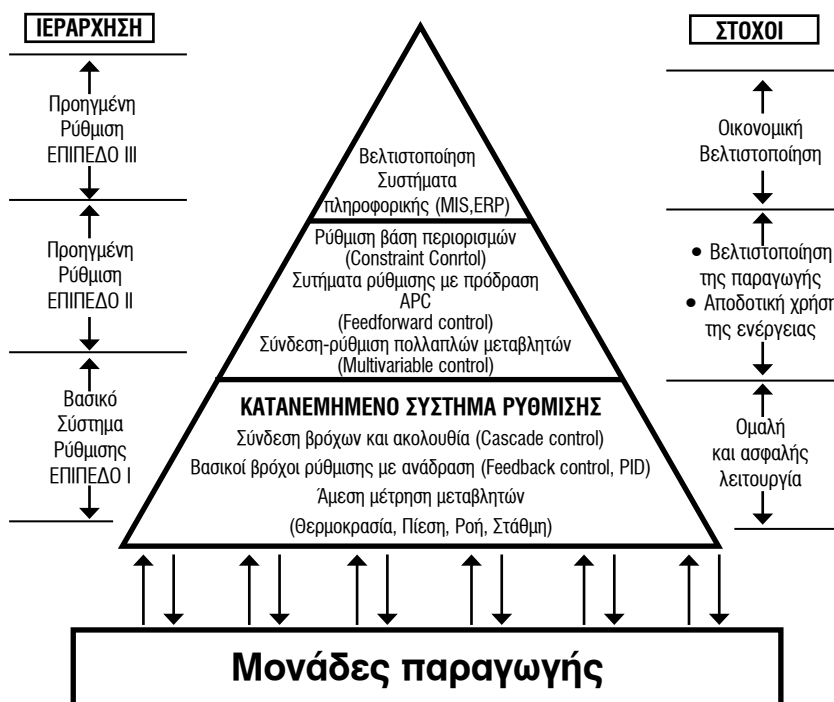 ΙΕΡΑΡΧΗΣΗ
Προηγμένη
Ρύθμιση
ΕΠΙΠΕΔΟ III
Προηγμένη
Ρύθμιση
ΕΠΙΠΕΔΟ II
Βασικό
Σύστημα
Ρύθμισης
ΕΠΙΠΕΔΟ I
Βελτιστοποίηση
Συστήματα
πληροφορικής (MIS,ERP)
Ρύθμιση βάση περιορισμών
(Constraint Conrtol)
Συτήματα ρύθμισης με πρόδραση
APC
(Feedforward control)
Σύνδεση-ρύθμιση πολλαπλών μεταβλητών
(Multivariable control)
ΚΑΤΑΝΕΜΗΜΕΝΟ ΣΥΣΤΗΜΑ ΡΥΘΜΙΣΗΣ
Σύνδεση βρόχων και ακολουθία (Cascade control)
Βασικοί βρόχοι ρύθμισης με ανάδραση (Feedback control, PID)
Άμεση μέτρηση μεταβλητών
(Θερμοκρασία, Πίεση, Ροή, Στάθμη)
ΣΤΟΧΟΙ
Οικονομική
Βελτιστοποίηση
• Βελτιστοποίηση
της παραγωγής
• Αποδοτική χρήση
της ενέργειας
Ομαλή
και ασφαλής
λειτουργία
Μονάδες παραγωγής